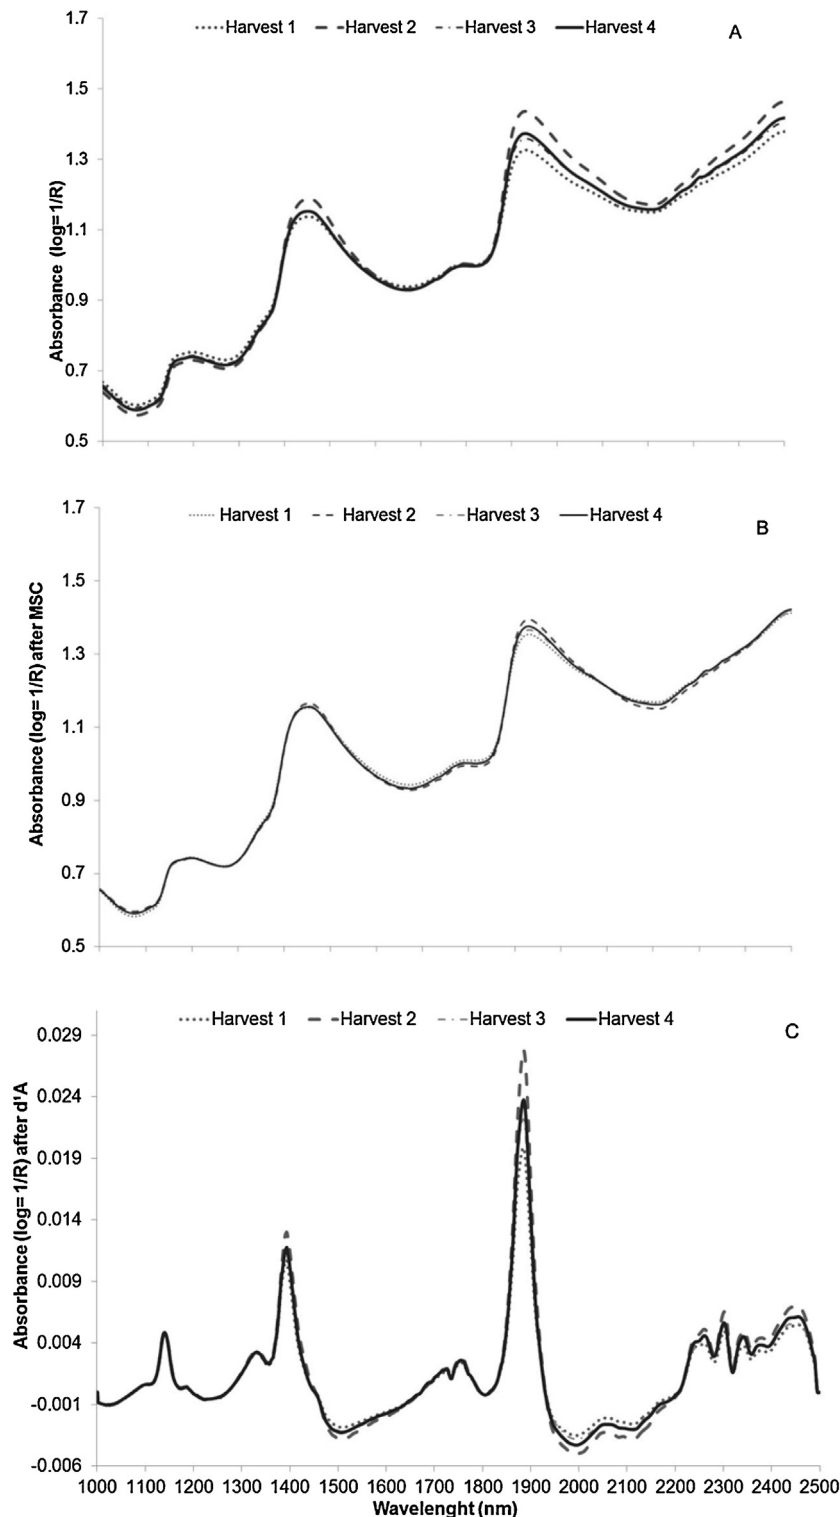 Harvest 1 Harvest 2 Harvest 3 Harvest 4
A
1.7
1.5
1.3
1.1
0.9
0.7
0.5
Absorbance (log= 1/R)
Harvest 1 Harvest 2 Harvest 3 Harvest 4
B
1.7
1.5
1.3
1.1
0.9
0.7
0.5
Absorbance (log= 1/R) after MSC
Harvest 1 Harvest 2 Harvest 3 Harvest 4
C
0.029
0.024
0.019
0.014
0.009
0.004
-0.001
-0.006
Absorbance (log= 1/R) after d¹A
1000 1100 1200 1300 1400 1500 1600 1700 1800 1900 2000 2100 2200 2300 2400 2500
Wavelenght (nm)